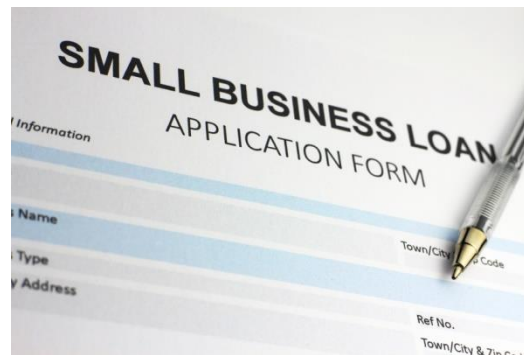 SMALL BUSINESS LOAN
APPLICATION FORM
Information
Name
Town/City Code
Type
Address
Ref No.
Town/City & Zip